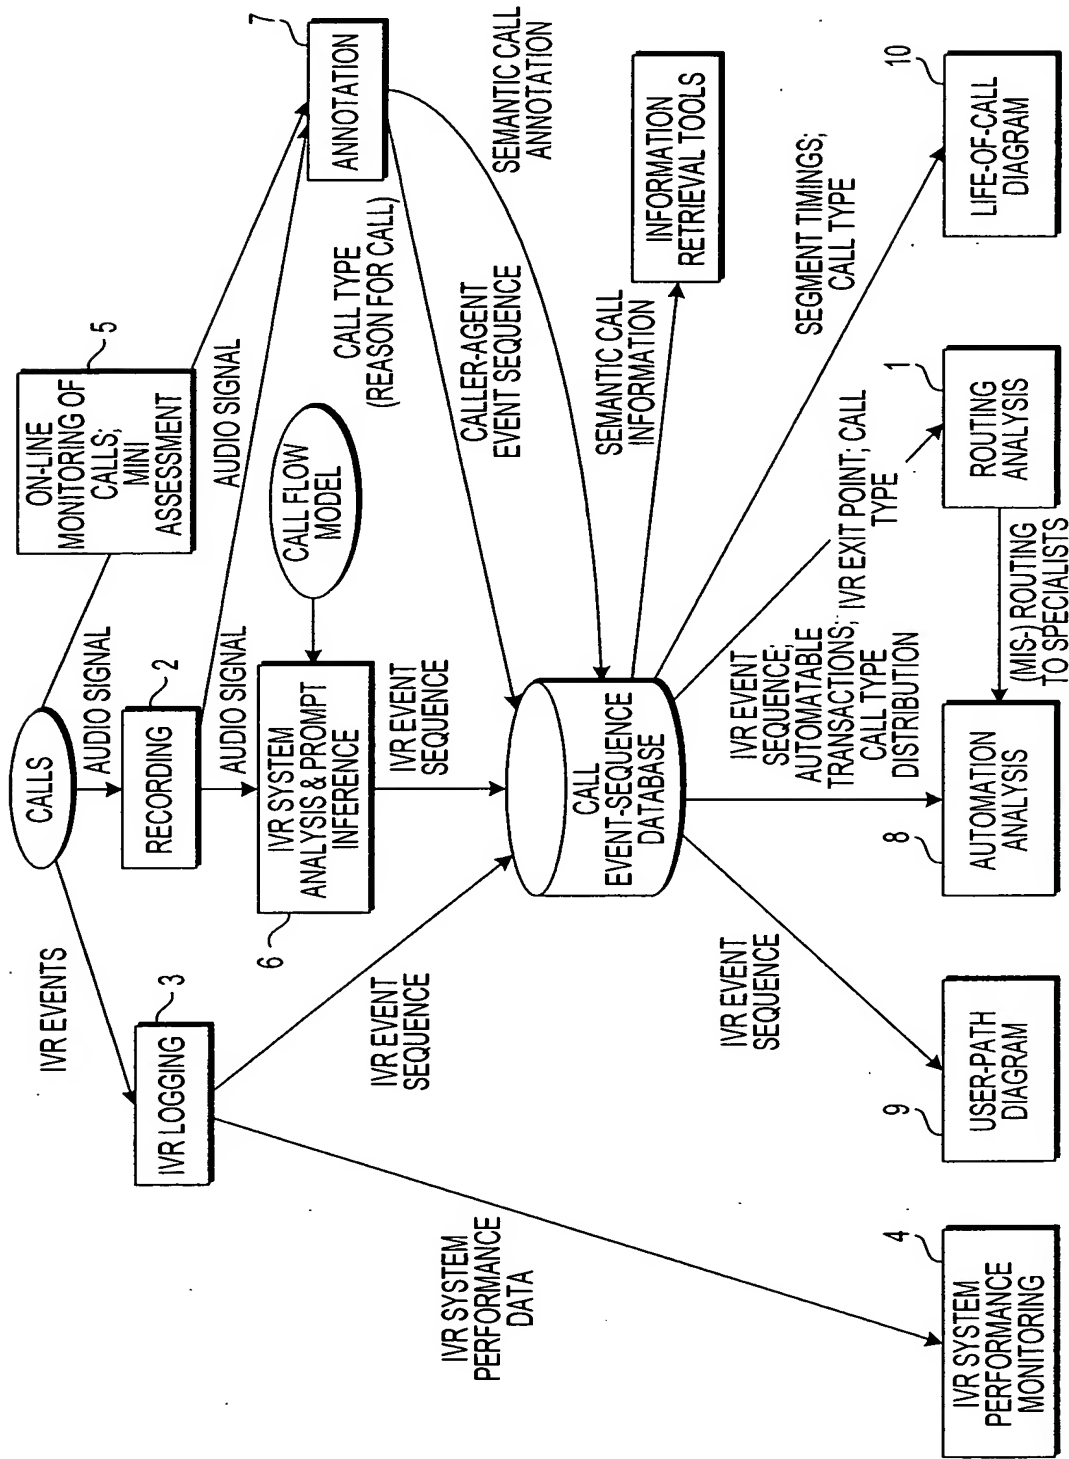 CALLS
IVR EVENTS
AUDIO SIGNAL
ON-LINE
MONITORING OF
CALLS;
MINI
ASSESSMENT
5
IVR LOGGING
3
RECORDING
2
AUDIO SIGNAL
AUDIO SIGNAL
7
ANNOTATION
IVR SYSTEM
ANALYSIS & PROMPT
INFERENCE
6
CALL FLOW
MODEL
CALL TYPE
(REASON FOR CALL)
IVR EVENT
SEQUENCE
IVR EVENT
SEQUENCE
CALLER-AGENT
EVENT SEQUENCE
SEMANTIC CALL
ANNOTATION
IVR SYSTEM
PERFORMANCE
DATA
CALL
EVENT-SEQUENCE
DATABASE
SEMANTIC CALL
INFORMATION
INFORMATION
RETRIEVAL TOOLS
IVR EVENT
SEQUENCE
IVR EVENT
SEQUENCE;
AUTOMATABLE
TRANSACTIONS;
CALL TYPE
DISTRIBUTION
IVR EXIT POINT; CALL
TYPE
SEGMENT TIMINGS;
CALL TYPE
4
IVR SYSTEM
PERFORMANCE
MONITORING
9
USER-PATH
DIAGRAM
8
AUTOMATION
ANALYSIS
(MIS-) ROUTING
TO SPECIALISTS
1
ROUTING
ANALYSIS
10
LIFE-OF-CALL
DIAGRAM